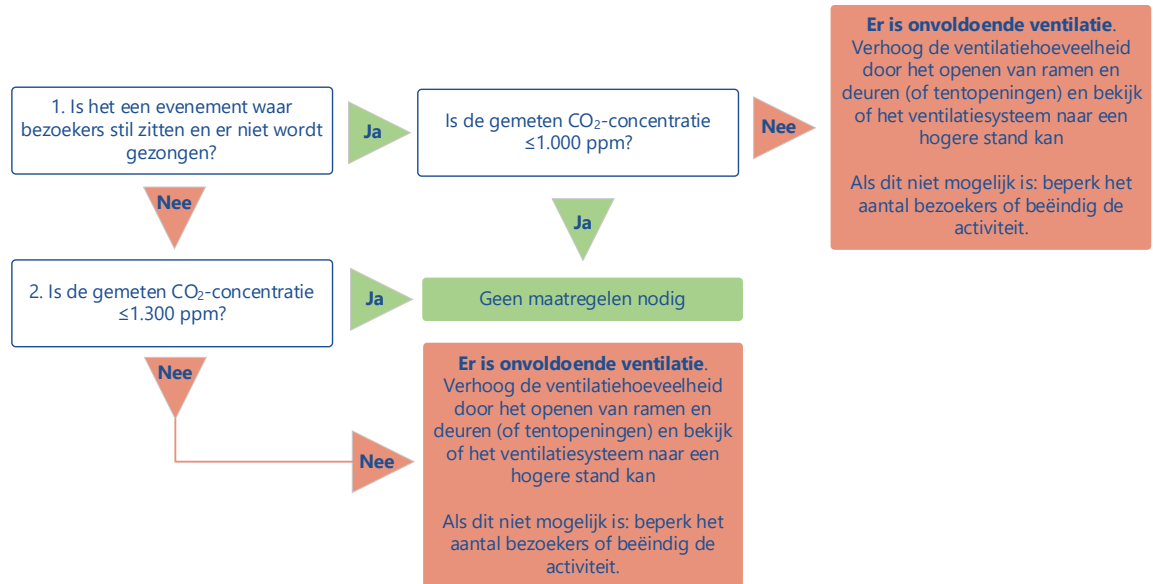 1. Is het een evenement waar
bezoekers stil zitten en er niet wordt
gezongen?
Ja
Is de gemeten CO₂-concentratie
≤1.000 ppm?
Nee
Er is onvoldoende ventilatie.
Verhoog de ventilatiehoeveelheid
door het openen van ramen en
deuren (of tentopeningen) en bekijk
of het ventilatiesysteem naar een
hogere stand kan
Als dit niet mogelijk is: beperk het
aantal bezoekers of beëindig de
activiteit.
Nee
Ja
2. Is de gemeten CO₂-concentratie
≤1.300 ppm?
Ja
Geen maatregelen nodig
Nee
Nee
Er is onvoldoende ventilatie.
Verhoog de ventilatiehoeveelheid
door het openen van ramen en
deuren (of tentopeningen) en bekijk
of het ventilatiesysteem naar een
hogere stand kan
Als dit niet mogelijk is: beperk het
aantal bezoekers of beëindig de
activiteit.